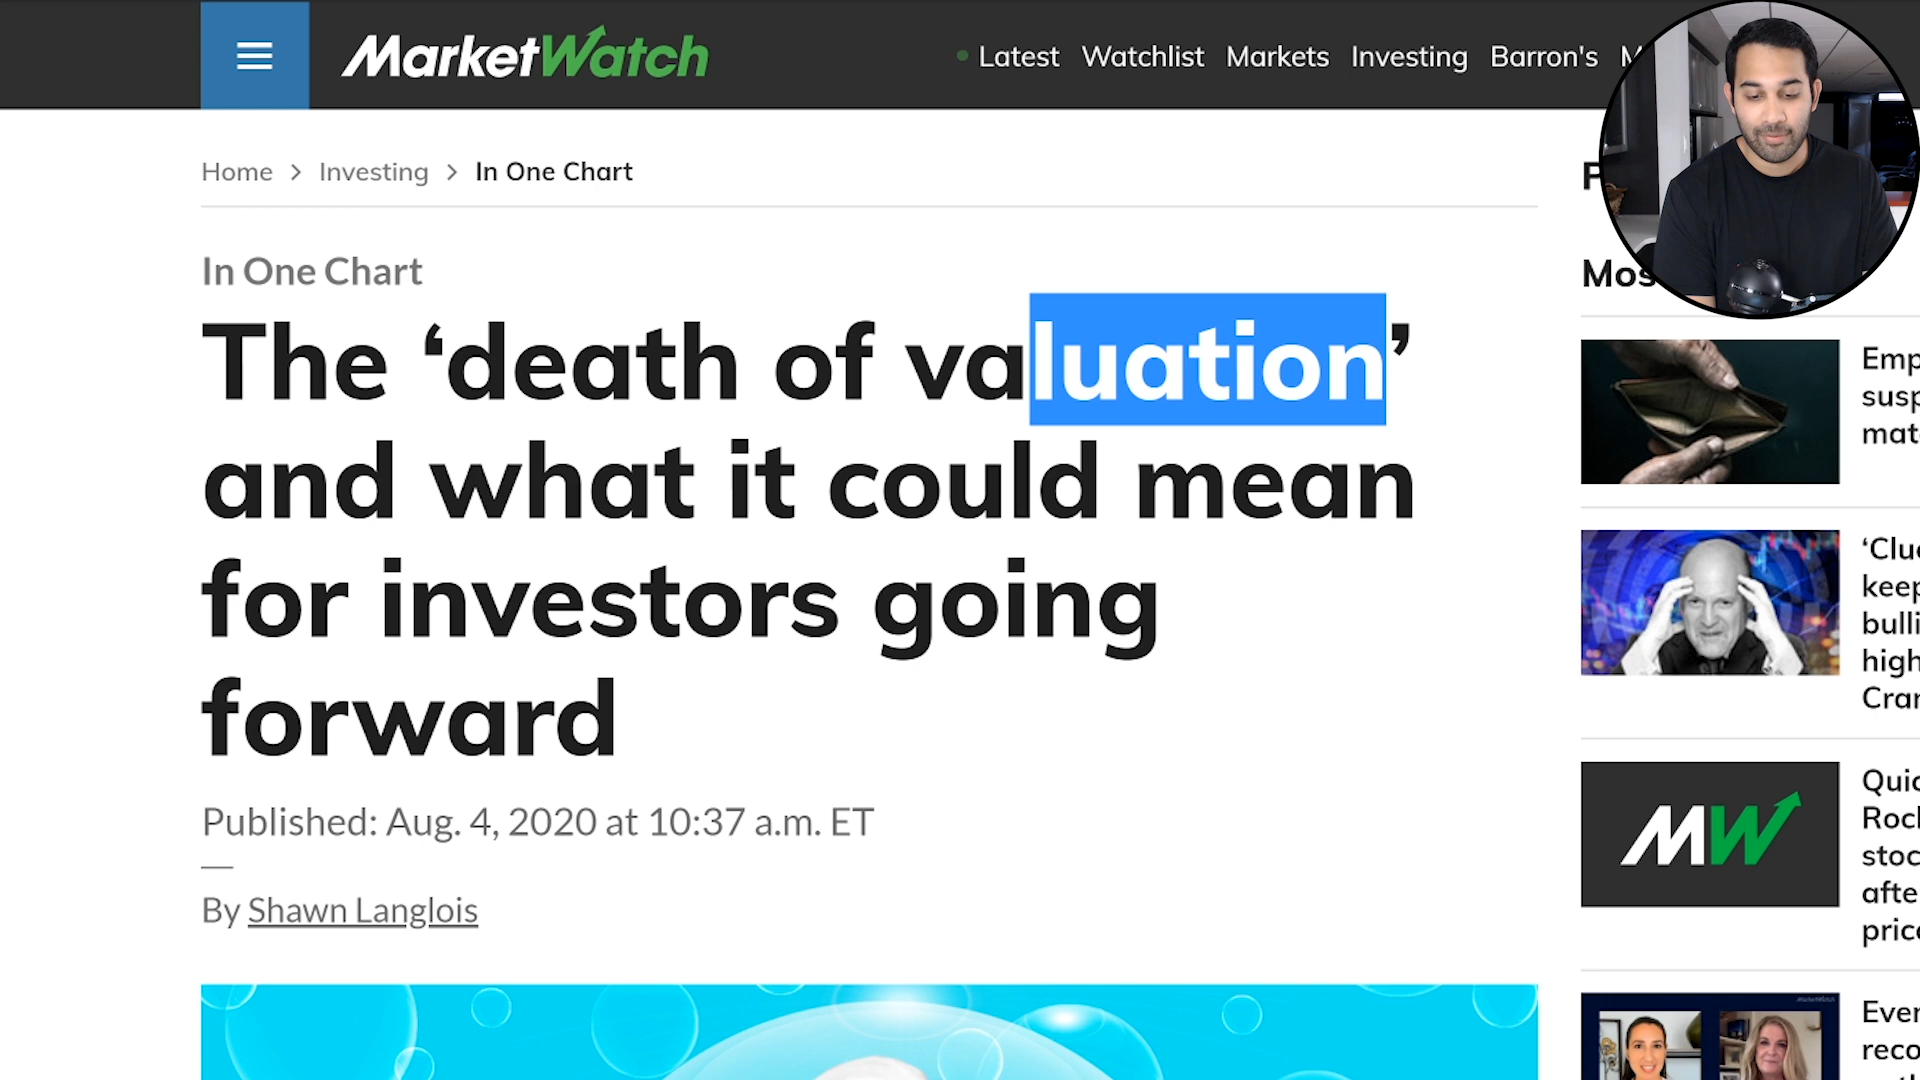 MarketWatch
Latest Watchlist Markets Investing Barron's
Home > Investing > In One Chart
In One Chart
The ‘death of valuation’
and what it could mean
for investors going
forward
Published: Aug. 4, 2020 at 10:37 a.m. ET
By Shawn Langlois
MW